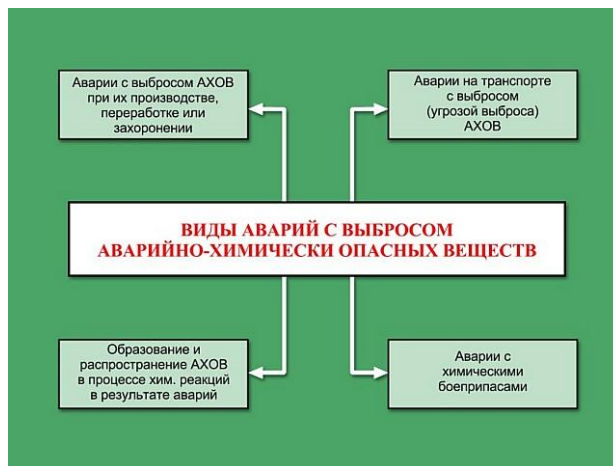 Аварии с выбросом АХОВ
при их производстве,
переработке или
захоронении
Аварии на транспорте
с выбросом
(угрозой выброса)
АХОВ
ВИДЫ АВАРИЙ С ВЫБРОСОМ
АВАРИЙНО-ХИМИЧЕСКИ ОПАСНЫХ ВЕЩЕСТВ
Образование и
распространение АХОВ
в процессе хим. реакций
в результате аварий
Аварии с
химическими
боеприпасами